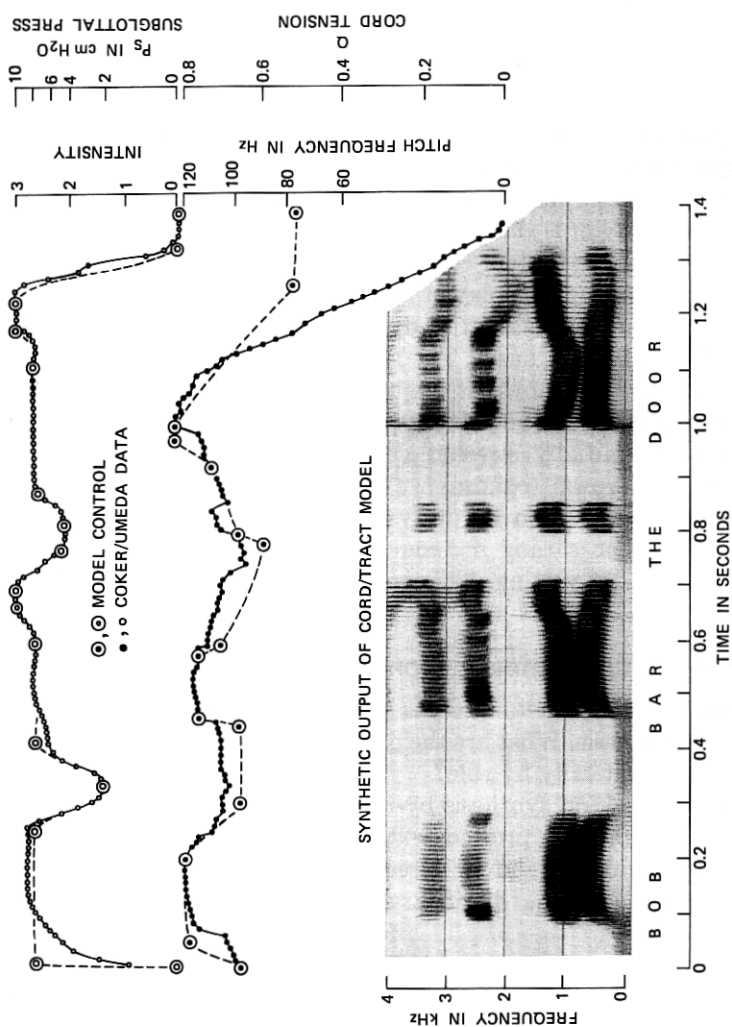 SUBGLOTTAL PRESS
Ps IN cm H2O
10 6 4 2 0
INTENSITY
3 2 1 0
CORD TENSION
Q
0.8 0.6 0.4 0.2 0
PITCH FREQUENCY IN Hz
120 100 80 60 0
⊙,⊙ MODEL CONTROL
•,∘ COKER/UMEDA DATA
SYNTHETIC OUTPUT OF CORD/TRACT MODEL
FREQUENCY IN kHz
4
3
2
1
0
B O B B A R THE D O O R
0 0.2 0.4 0.6 0.8 1.0 1.2 1.4
TIME IN SECONDS